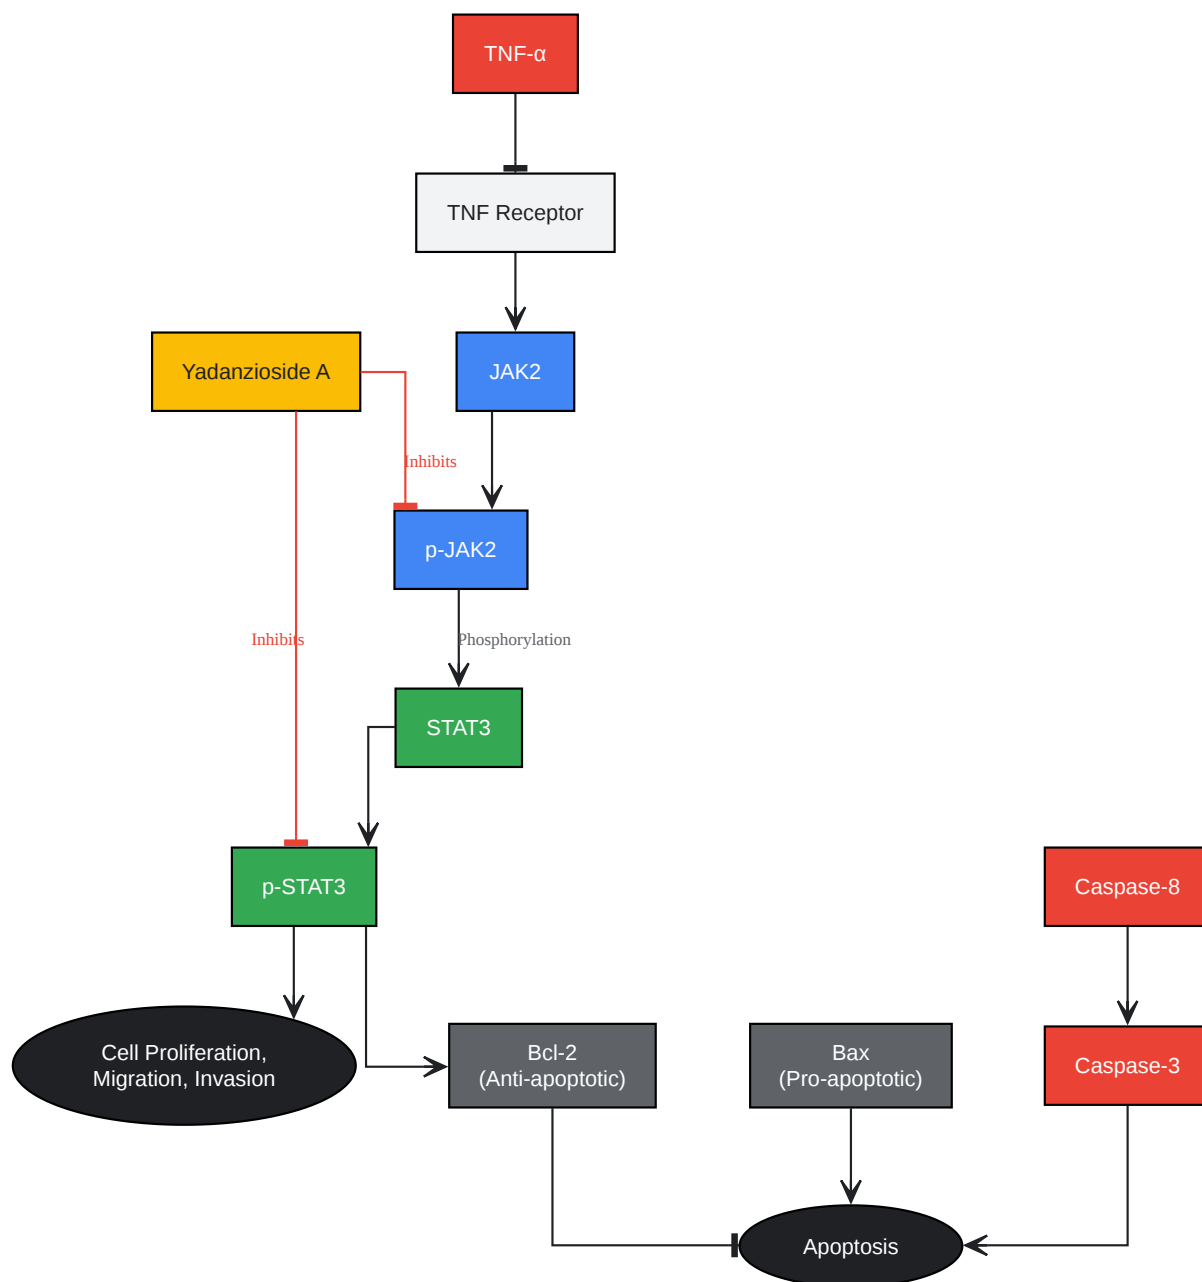 TNF-α
TNF Receptor
Yadanzioside A
JAK2
Inhibits
p-JAK2
Inhibits
Phosphorylation
STAT3
p-STAT3
Caspase-8
Cell Proliferation,
Migration, Invasion
Bcl-2
(Anti-apoptotic)
Bax
(Pro-apoptotic)
Caspase-3
Apoptosis